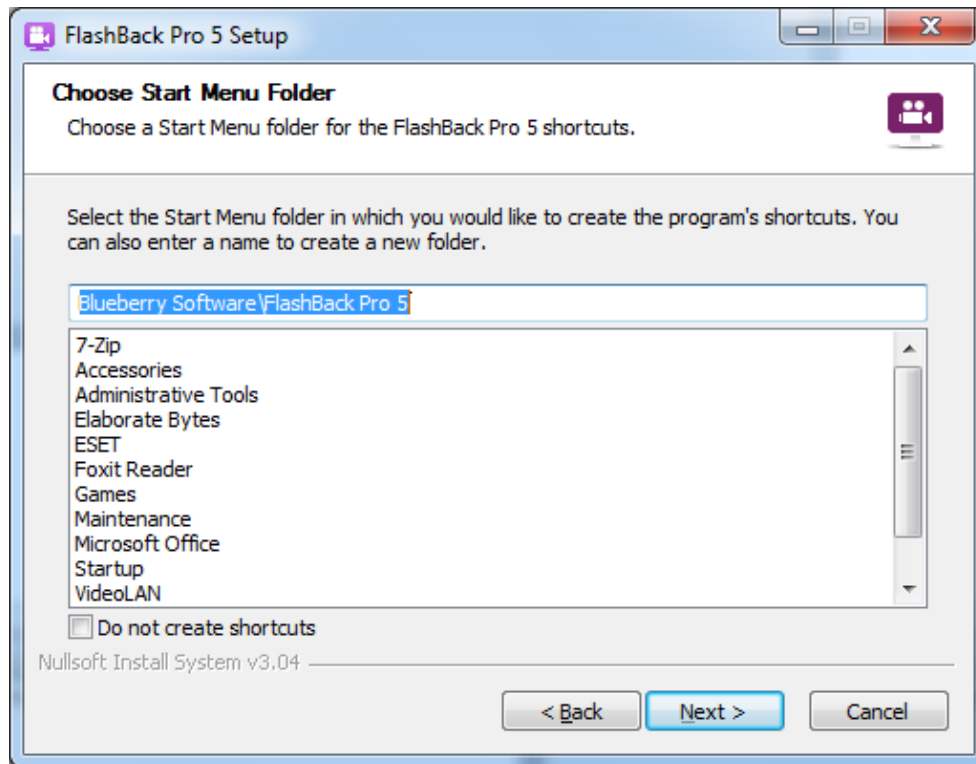 FlashBack Pro 5 Setup
Choose Start Menu Folder
Choose a Start Menu folder for the FlashBack Pro 5 shortcuts.
Select the Start Menu folder in which you would like to create the program's shortcuts. You
can also enter a name to create a new folder.
Blueberry Software\FlashBack Pro 5
7-Zip
Accessories
Administrative Tools
Elaborate Bytes
ESET
Foxit Reader
Games
Maintenance
Microsoft Office
Startup
VideoLAN
Do not create shortcuts
Nullsoft Install System v3.04
< Back Next > Cancel